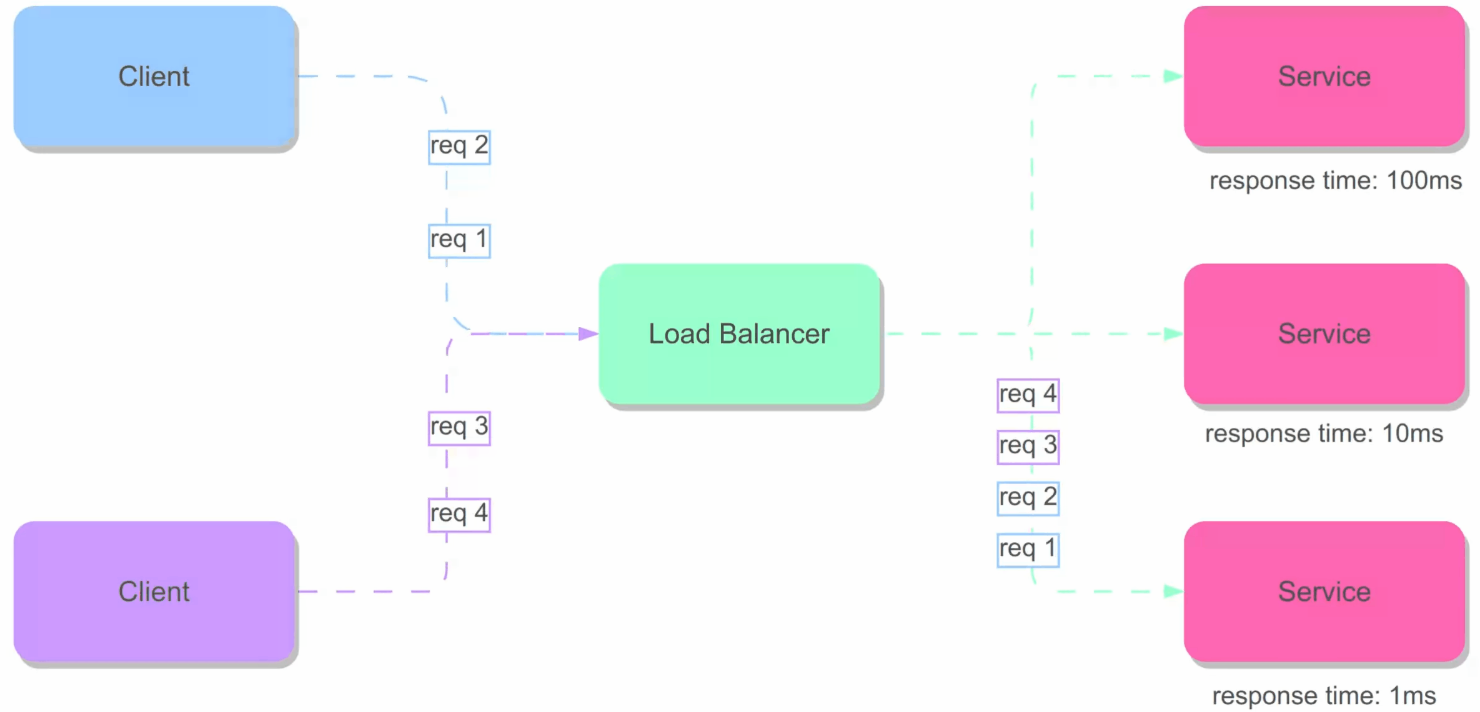 Client
Service
req 2
response time: 100ms
req 1
Load Balancer
Service
req 3
req 4
req 4
req 3
req 2
req 1
response time: 10ms
Client
Service
response time: 1ms